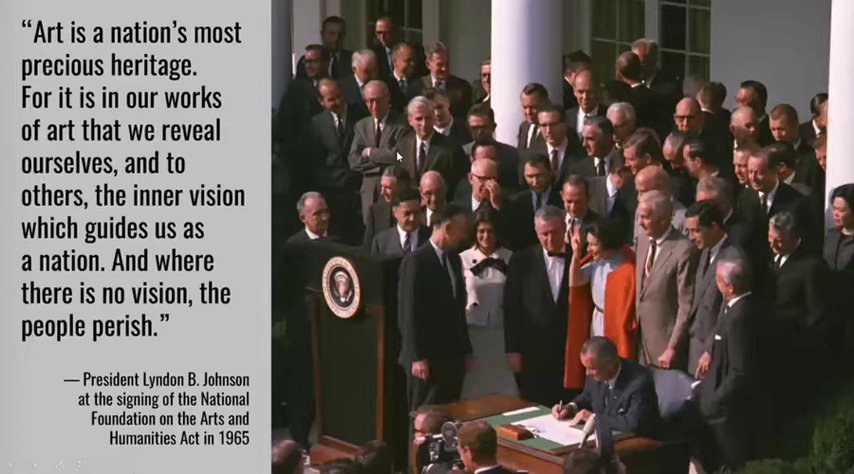 “Art is a nation’s most
precious heritage.
For it is in our works
of art that we reveal
ourselves, and to
others, the inner vision
which guides us as
a nation. And where
there is no vision, the
people perish.”
— President Lyndon B. Johnson
at the signing of the National
Foundation on the Arts and
Humanities Act in 1965